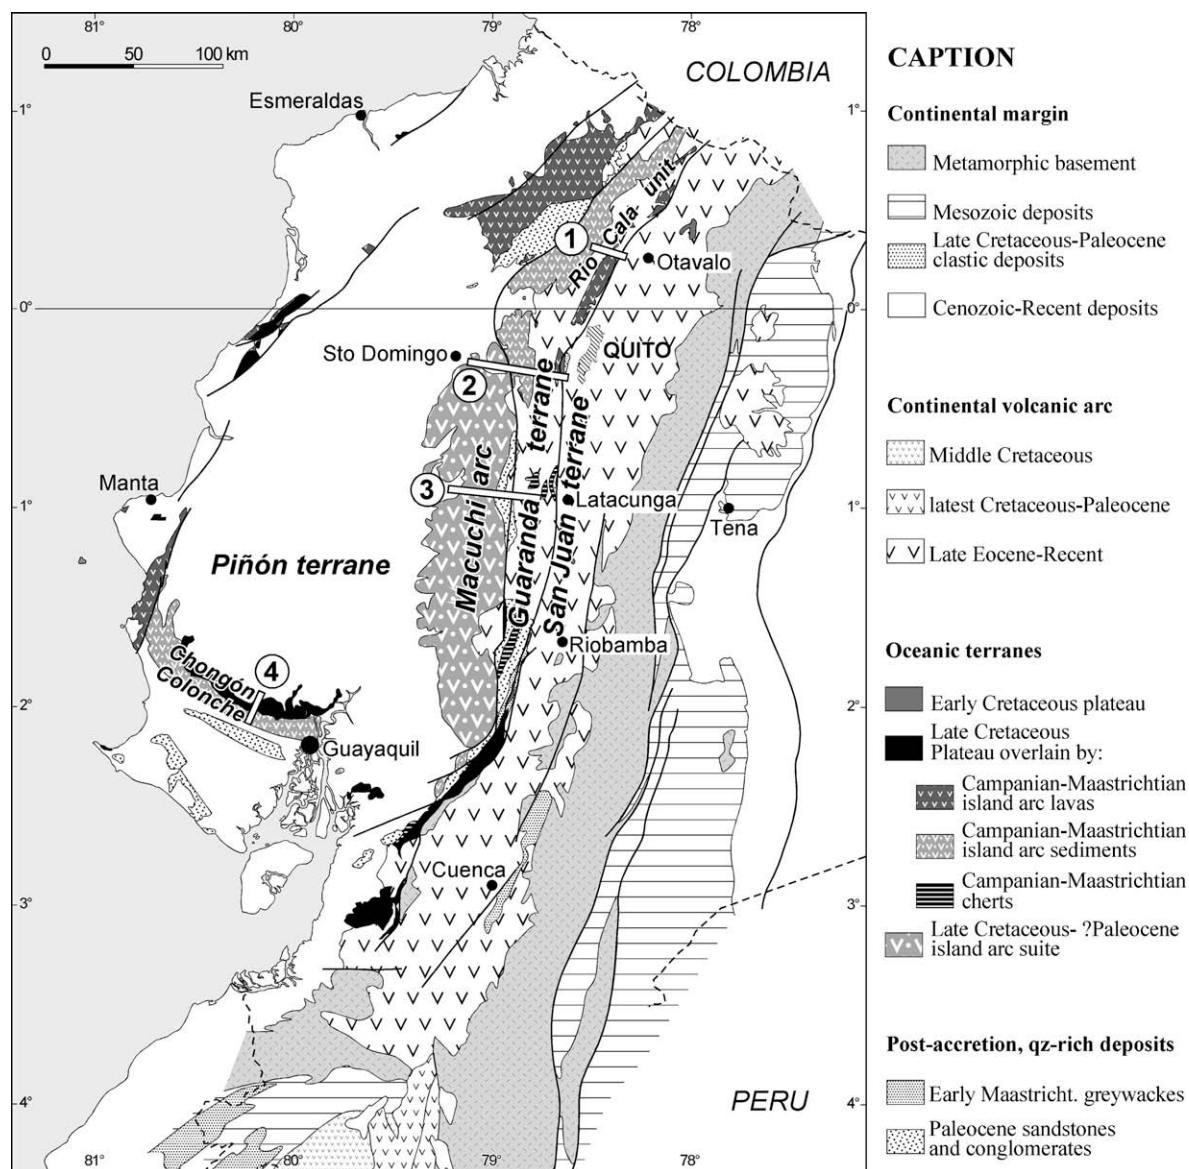 81° 80 79° 78°
0 50 100 km
COLOMBIA
Esmeraldas
1° 1°
Rio Cala unit
1
Otavalo
0° 0°
Sto Domingo
QUITO
2
Macuchi arc
Guaranda terrane
San Juan terrane
Manta
3
Latacunga
1° 1°
Tena
Piñón terrane
Riobamba
4
Chongón
Colonche
2° 2°
Guayaquil
Cuenca
3° 3°
PERU
4° 4°
81° 80 79° 78°
CAPTION
Continental margin
Metamorphic basement
Mesozoic deposits
Late Cretaceous-Paleocene
clastic deposits
Cenozoic-Recent deposits
Continental volcanic arc
Middle Cretaceous
latest Cretaceous-Paleocene
Late Eocene-Recent
Oceanic terranes
Early Cretaceous plateau
Late Cretaceous
Plateau overlain by:
Campanian-Maastrichtian
island arc lavas
Campanian-Maastrichtian
island arc sediments
Campanian-Maastrichtian
cherts
Late Cretaceous- ?Paleocene
island arc suite
Post-accretion, qz-rich deposits
Early Maastricht. greywackes
Paleocene sandstones
and conglomerates